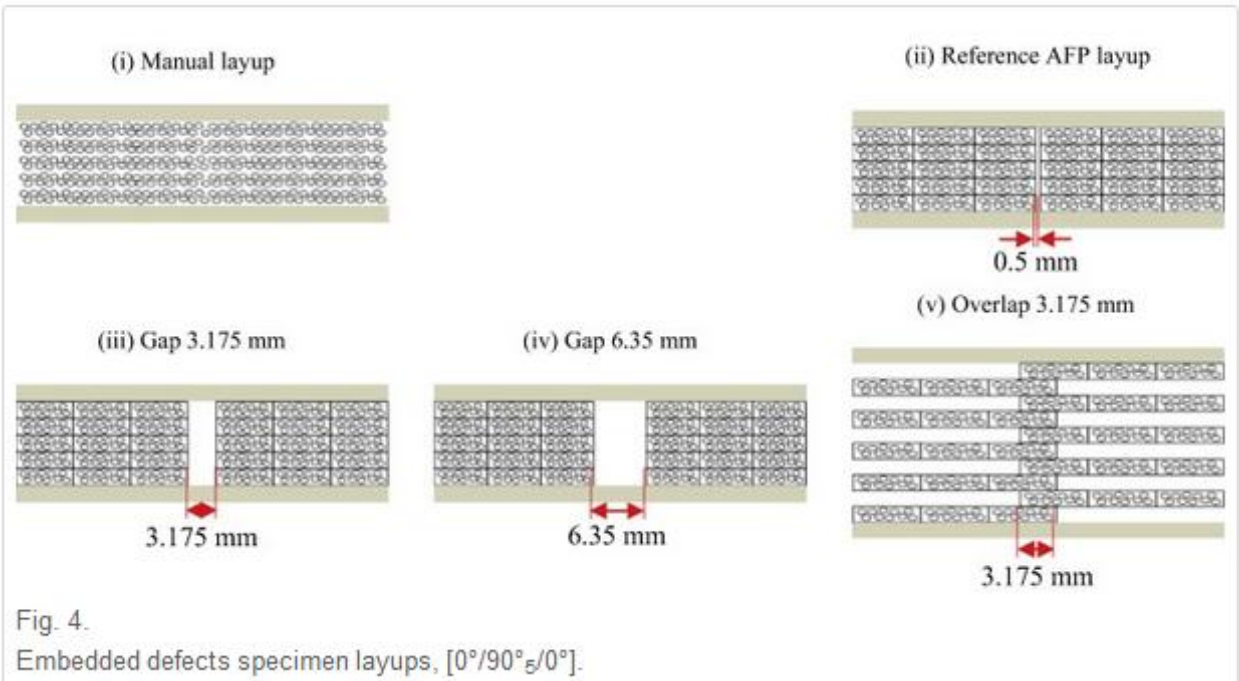 (i) Manual layup
(ii) Reference AFP layup
0.5 mm
(iii) Gap 3.175 mm
(iv) Gap 6.35 mm
(v) Overlap 3.175 mm
3.175 mm
6.35 mm
3.175 mm
Fig. 4.
Embedded defects specimen layups, [0°/90°₅/0°].